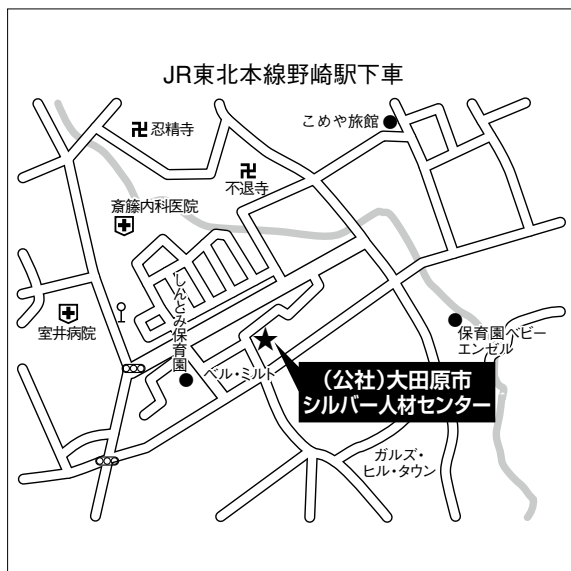 JR東北本線野崎駅下車
忍精寺
こめや旅館
不退寺
斎藤内科医院
しんとみ保育園
室井病院
保育園ベビー
エンゼル
ベル・ミルト
(公社)大田原市
シルバー人材センター
ガルズ・
ヒル・タウン